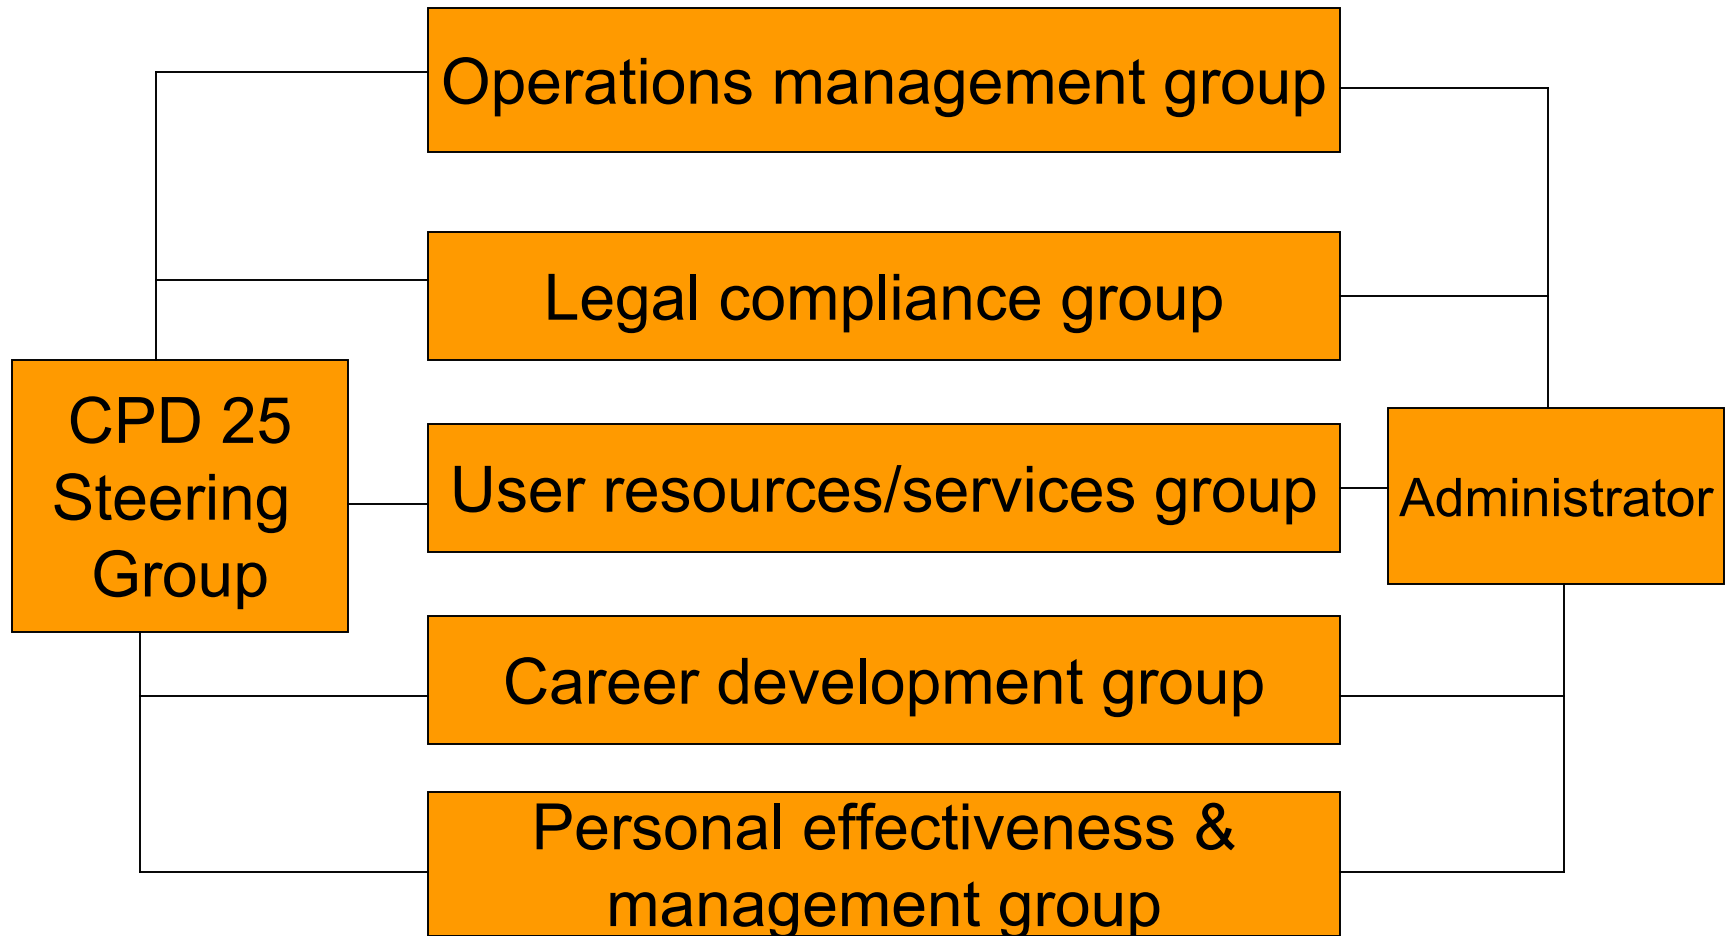 Operations management group
Legal compliance group
CPD 25
Steering
Group
User resources/services group
Administrator
Career development group
Personal effectiveness &
management group